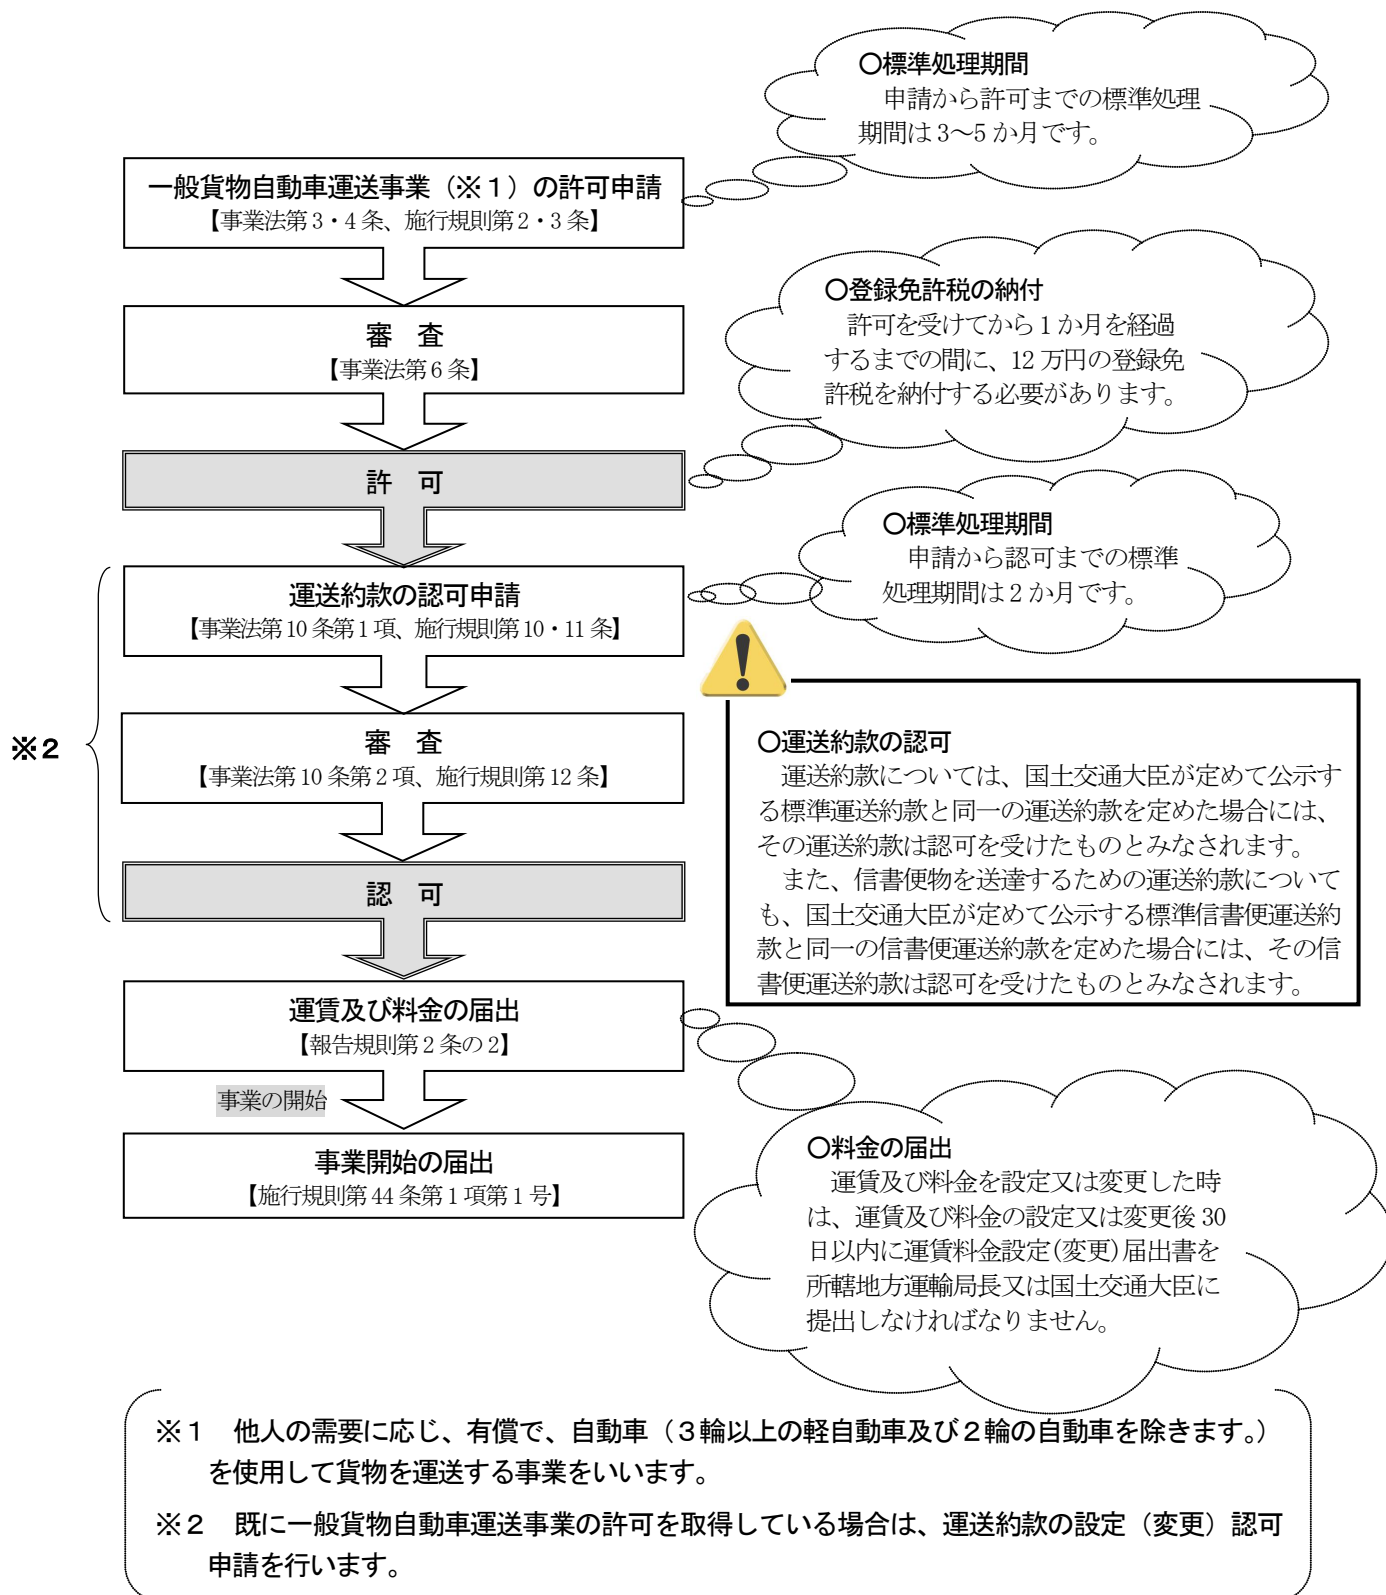 〇標準処理期間
申請から許可までの標準処理
期間は3～5か月です。
一般貨物自動車運送事業（※１）の許可申請
【事業法第3・4条、施行規則第2・3条】
審　査
【事業法第6条】
〇登録免許税の納付
許可を受けてから1か月を経過
するまでの間に、12万円の登録免
許税を納付する必要があります。
許　可
〇標準処理期間
申請から認可までの標準
処理期間は2か月です。
運送約款の認可申請
【事業法第10条第1項、施行規則第10・11条】
※２
審　査
【事業法第10条第2項、施行規則第12条】
認　可
〇運送約款の認可
運送約款については、国土交通大臣が定めて公示す
る標準運送約款と同一の運送約款を定めた場合には、
その運送約款は認可を受けたものとみなされます。
また、信書便物を送達するための運送約款について
も、国土交通大臣が定めて公示する標準信書便運送約
款と同一の信書便運送約款を定めた場合には、その信
書便運送約款は認可を受けたものとみなされます。
運賃及び料金の届出
【報告規則第2条の2】
事業の開始
事業開始の届出
【施行規則第44条第1項第1号】
〇料金の届出
運賃及び料金を設定又は変更した時
は、運賃及び料金の設定又は変更後30
日以内に運賃料金設定(変更)届出書を
所轄地方運輸局長又は国土交通大臣に
提出しなければなりません。
※１　他人の需要に応じ、有償で、自動車（３輪以上の軽自動車及び２輪の自動車を除きます。）
を使用して貨物を運送する事業をいいます。
※２　既に一般貨物自動車運送事業の許可を取得している場合は、運送約款の設定（変更）認可
申請を行います。